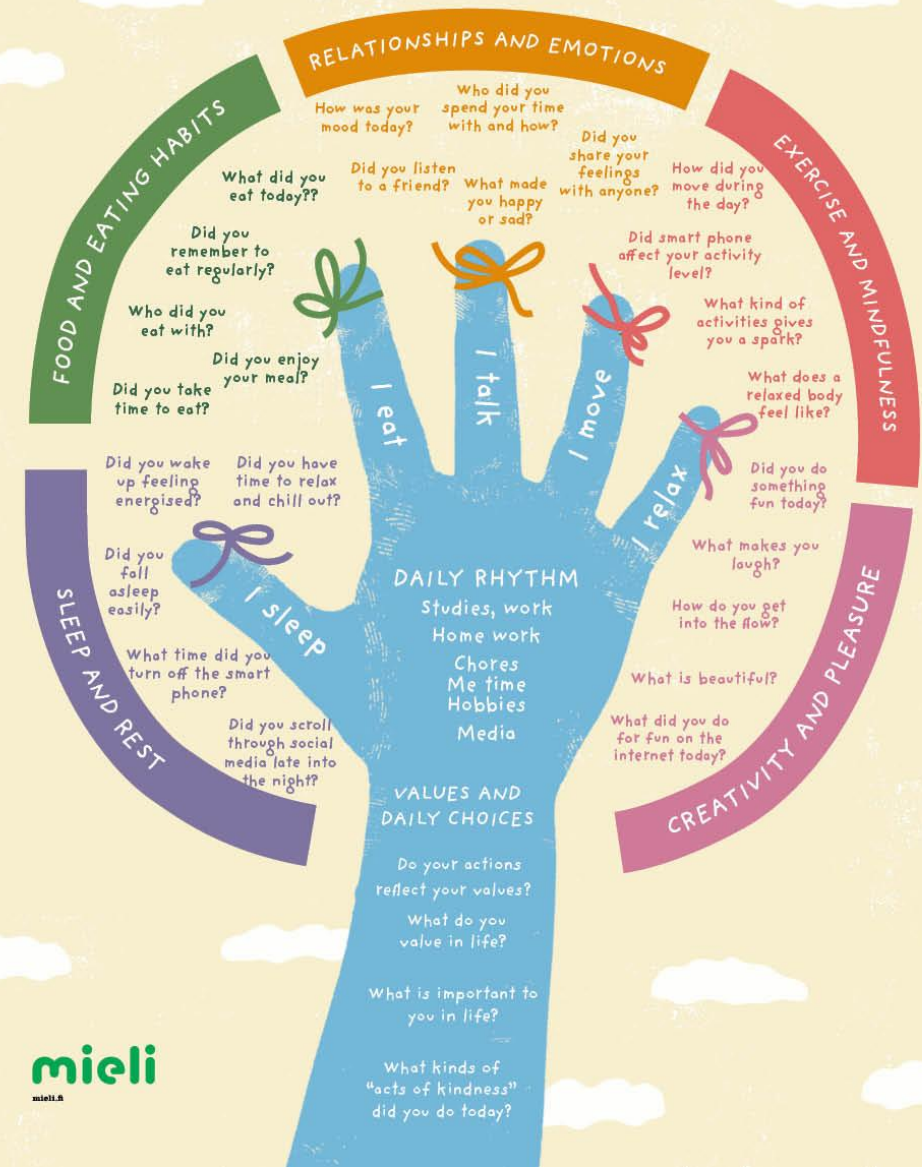 RELATIONSHIPS AND EMOTIONS
How was your
mood today?
Who did you
spend your time
with and how?
Did you listen
to a friend?
What made
you happy
or sad?
Did you
share your
feelings
with anyone?
FOOD AND EATING HABITS
What did you
eat today??
Did you
remember to
eat regularly?
Who did you
eat with?
Did you enjoy
your meal?
Did you take
time to eat?
EXERCISE AND MINDFULNESS
How did you
move during
the day?
Did smart phone
affect your activity
level?
What kind of
activities gives
you a spark?
What does a
relaxed body
feel like?
SLEEP AND REST
Did you wake
up feeling
energised?
Did you have
time to relax
and chill out?
Did you
fall
asleep
easily?
What time did you
turn off the smart
phone?
Did you scroll
through social
media late into
the night?
CREATIVITY AND PLEASURE
Did you do
something
fun today?
What makes you
laugh?
How do you get
into the flow?
What is beautiful?
What did you do
for fun on the
internet today?
I sleep
I eat
I talk
I move
I relax
DAILY RHYTHM
Studies, work
Home work
Chores
Me time
Hobbies
Media
VALUES AND
DAILY CHOICES
Do your actions
reflect your values?
What do you
value in life?
What is important to
you in life?
What kinds of
"acts of kindness"
did you do today?
mieli
mieli.fi